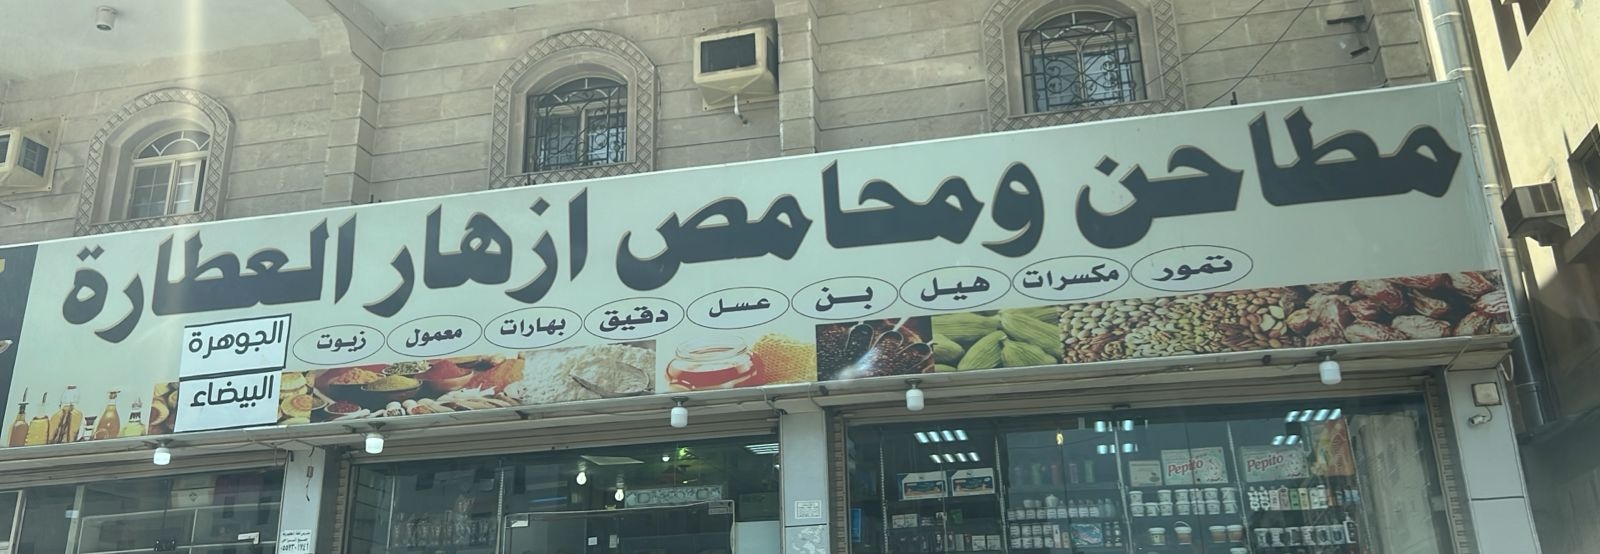 مطاحن ومحامص ازهار العطارة
تمور
مكسرات
هيل
بن
عسل
دقيق
بهارات
معمول
زيوت
الجوهرة
البيضاء
Pepito
Pepito